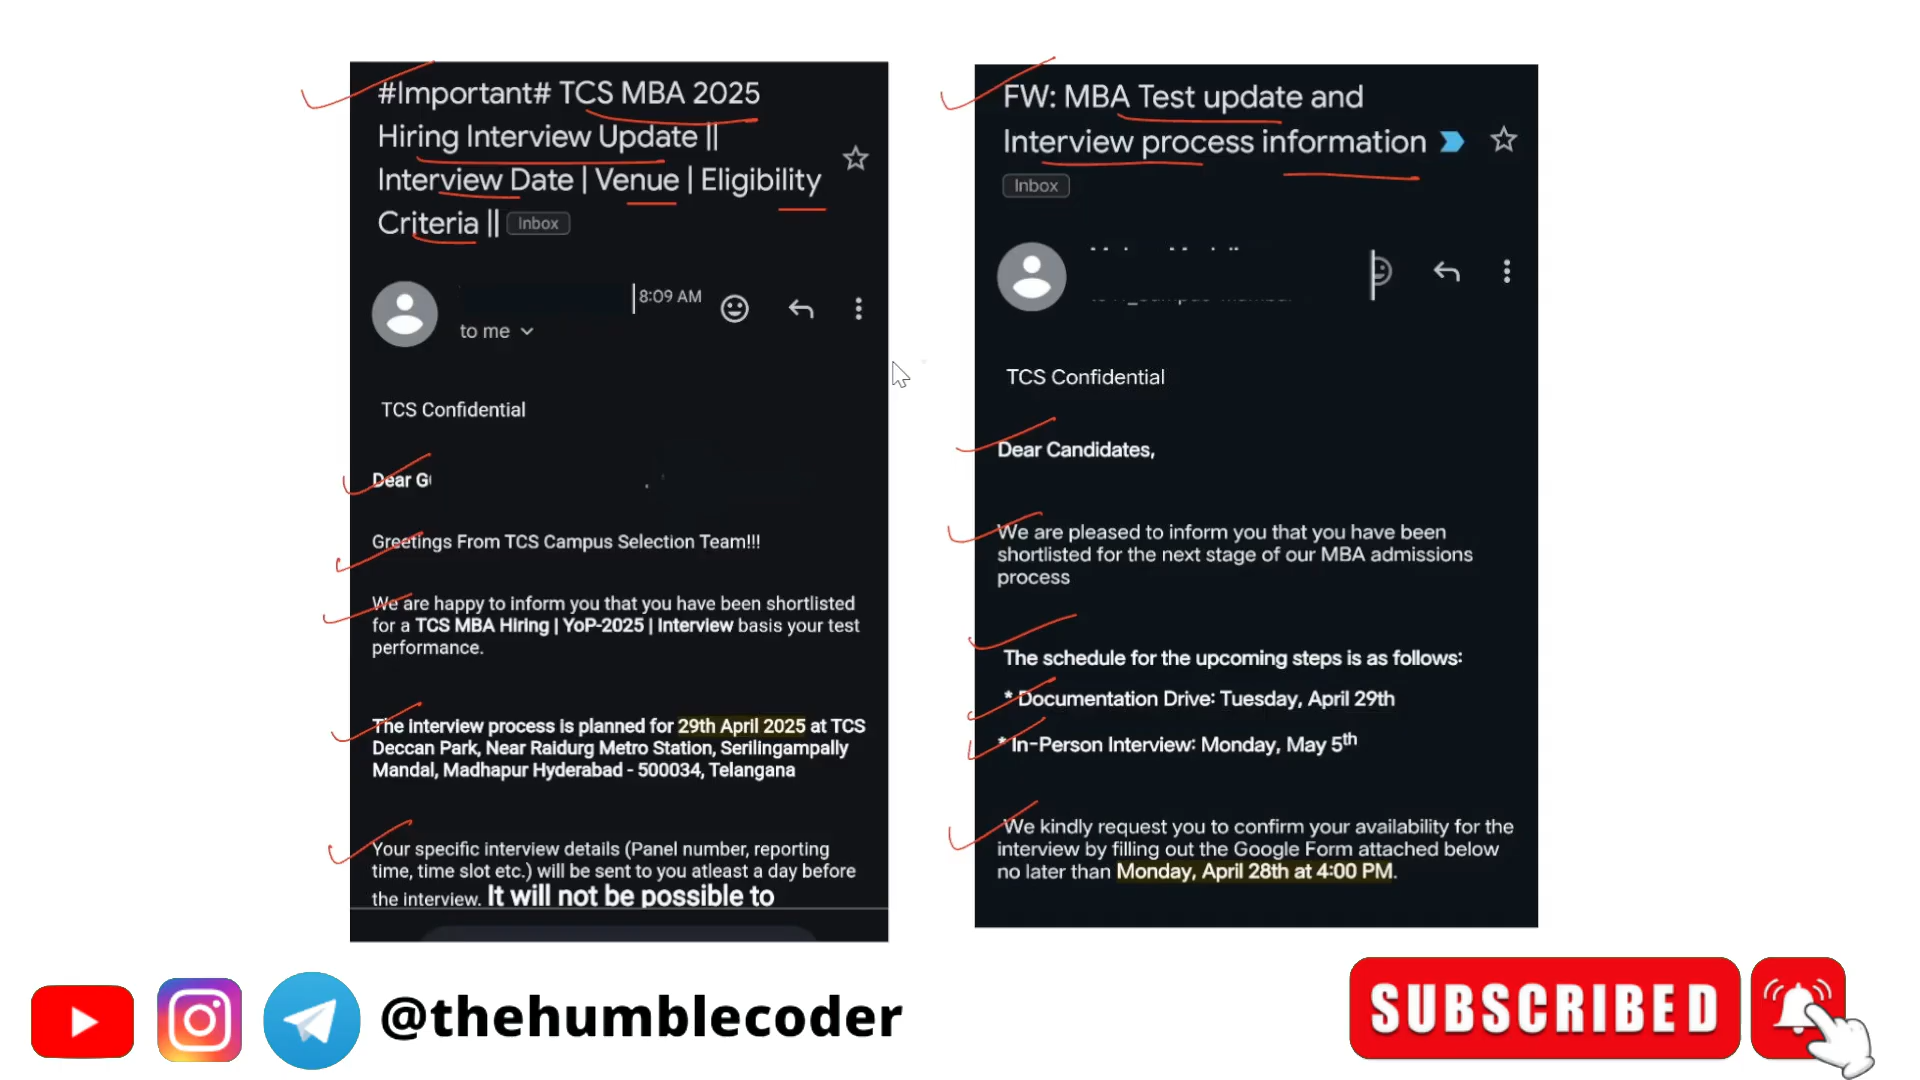 #Important# TCS MBA 2025
Hiring Interview Update ||
Interview Date | Venue | Eligibility
Criteria || Inbox
8:09 AM
to me
TCS Confidential
Dear
Greetings From TCS Campus Selection Team!!!
We are happy to inform you that you have been shortlisted
for a TCS MBA Hiring | YoP-2025 | Interview basis your test
performance.
The interview process is planned for 29th April 2025 at TCS
Deccan Park, Near Raidurg Metro Station, Serilingampally
Mandal, Madhapur Hyderabad - 500034, Telangana
Your specific interview details (Panel number, reporting
time, time slot etc.) will be sent to you atleast a day before
the interview. It will not be possible to
FW: MBA Test update and
Interview process information
Inbox
TCS Confidential
Dear Candidates,
We are pleased to inform you that you have been
shortlisted for the next stage of our MBA admissions
process
The schedule for the upcoming steps is as follows:
* Documentation Drive: Tuesday, April 29th
* In-Person Interview: Monday, May 5th
We kindly request you to confirm your availability for the
interview by filling out the Google Form attached below
no later than Monday, April 28th at 4:00 PM.
@thehumblecoder
SUBSCRIBED